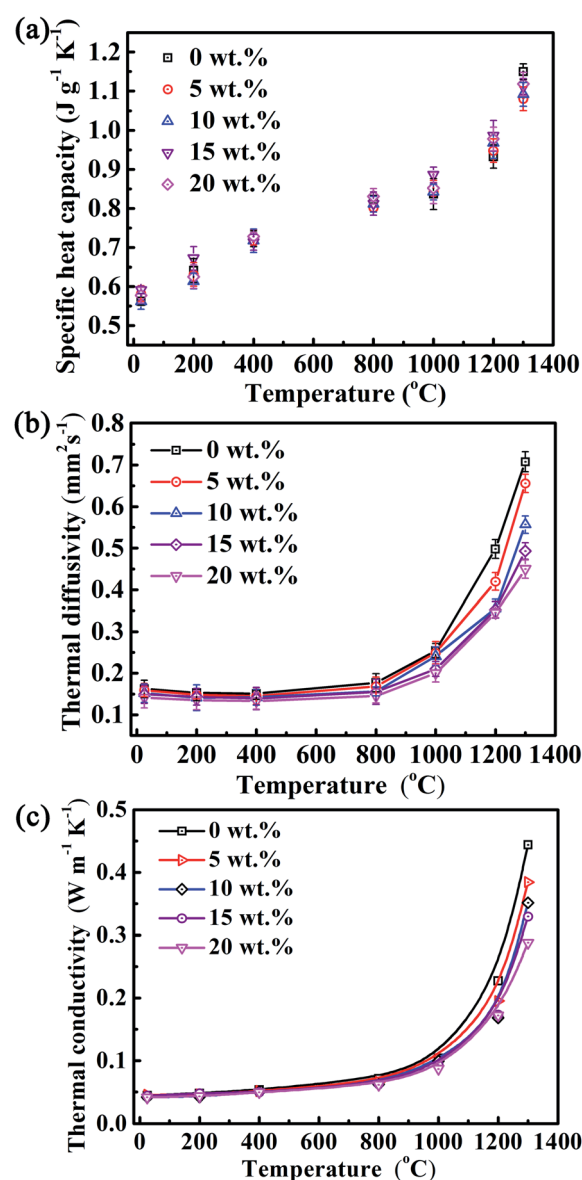 (a)
Specific heat capacity (J g⁻¹ K⁻¹)
1.2
1.1
1.0
0.9
0.8
0.7
0.6
0.5
0 wt.%
5 wt.%
10 wt.%
15 wt.%
20 wt.%
0 200 400 600 800 1000 1200 1400
Temperature (°C)
(b)
Thermal diffusivity (mm²s⁻¹)
0.8
0.7
0.6
0.5
0.4
0.3
0.2
0.1
0 wt.%
5 wt.%
10 wt.%
15 wt.%
20 wt.%
0 200 400 600 800 1000 1200 1400
Temperature (°C)
(c)
Thermal conductivity (W m⁻¹ K⁻¹)
0.5
0.4
0.3
0.2
0.1
0.0
0 wt.%
5 wt.%
10 wt.%
15 wt.%
20 wt.%
0 200 400 600 800 1000 1200 1400
Temperature (°C)